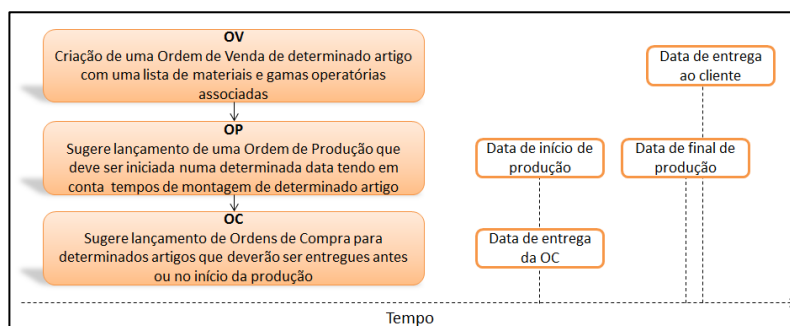 OV
Criação de uma Ordem de Venda de determinado artigo
com uma lista de materiais e gamas operatórias
associadas
OP
Sugere lançamento de uma Ordem de Produção que
deve ser iniciada numa determinada data tendo em
conta tempos de montagem de determinado artigo
OC
Sugere lançamento de Ordens de Compra para
determinados artigos que deverão ser entregues antes
ou no início da produção
Data de entrega
ao cliente
Data de início de
produção
Data de final de
produção
Data de entrega
da OC
Tempo